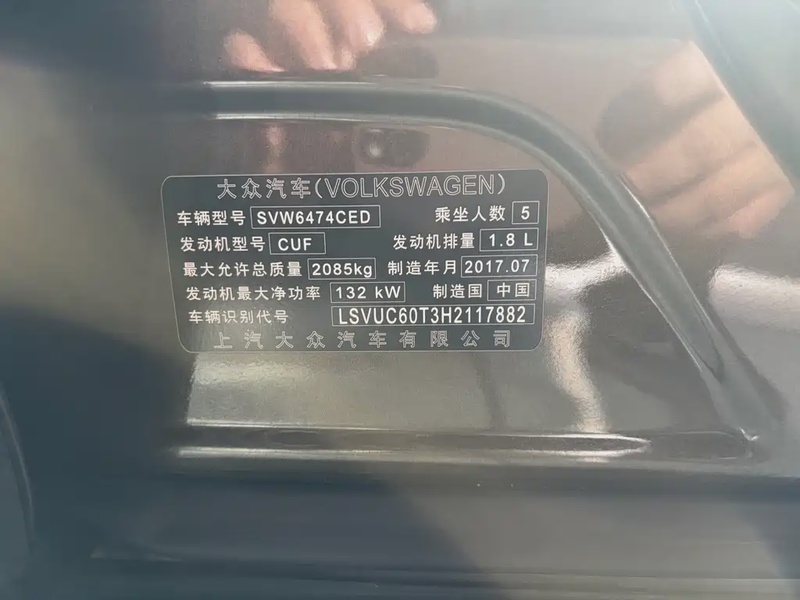 大众汽车(VOLKSWAGEN)
车辆型号 SVW6474CED 乘坐人数 5
发动机型号 CUF 发动机排量 1.8 L
最大允许总质量 2085kg 制造年月 2017.07
发动机最大净功率 132 kW 制造国 中国
车辆识别代号 LSVUC60T3H2117882
上汽大众汽车有限公司